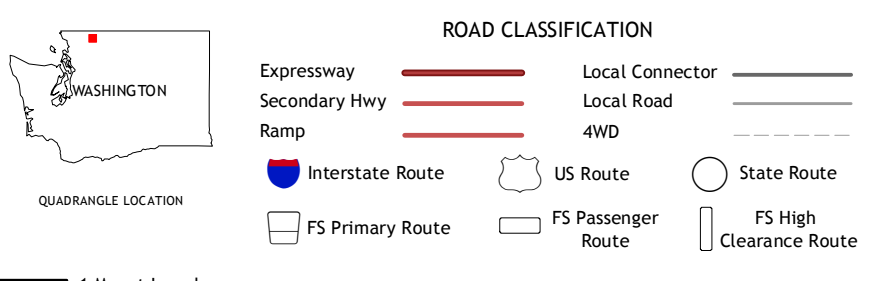 ROAD CLASSIFICATION
Expressway
Local Connector
Secondary Hwy
Local Road
Ramp
4WD
WASHINGTON
Interstate Route
US Route
State Route
QUADRANGLE LOCATION
FS Primary Route
FS Passenger
Route
FS High
Clearance Route